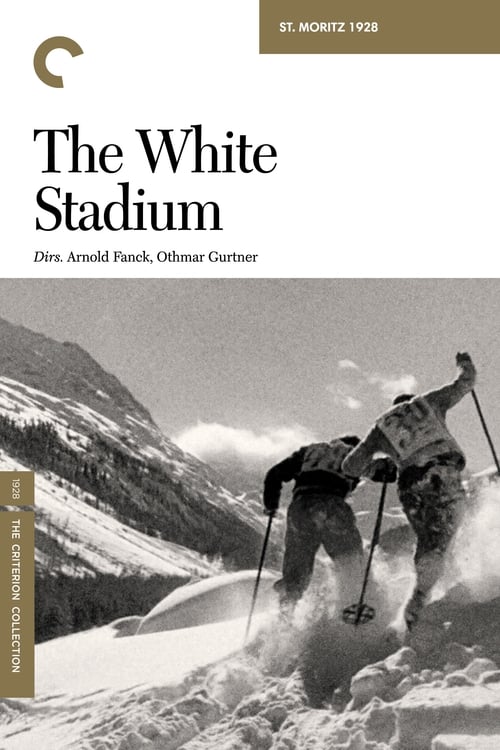 ST. MORITZ 1928
The White
Stadium
Dirs. Arnold Fanck, Othmar Gurtner
1928
THE CRITERION COLLECTION